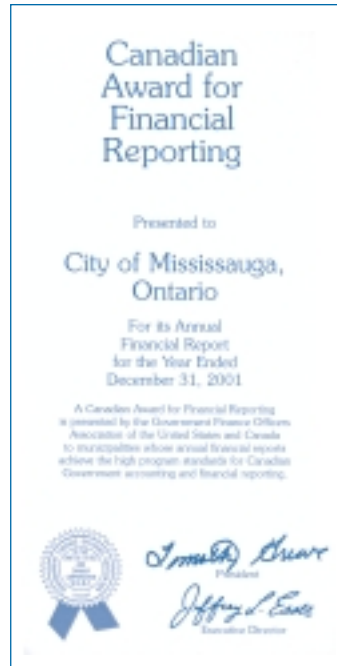 Canadian
Award for
Financial
Reporting
Presented to
City of Mississauga,
Ontario
For its Annual
Financial Report
for the Year Ended
December 31, 2001
A Canadian Award for Financial Reporting
is presented by the Government Finance Officers
Association of the United States and Canada
to municipalities whose annual financial reports
achieve the high program standards for Canadian
Government accounting and financial reporting.
Timothy
President
Jeffrey L.
Executive Director